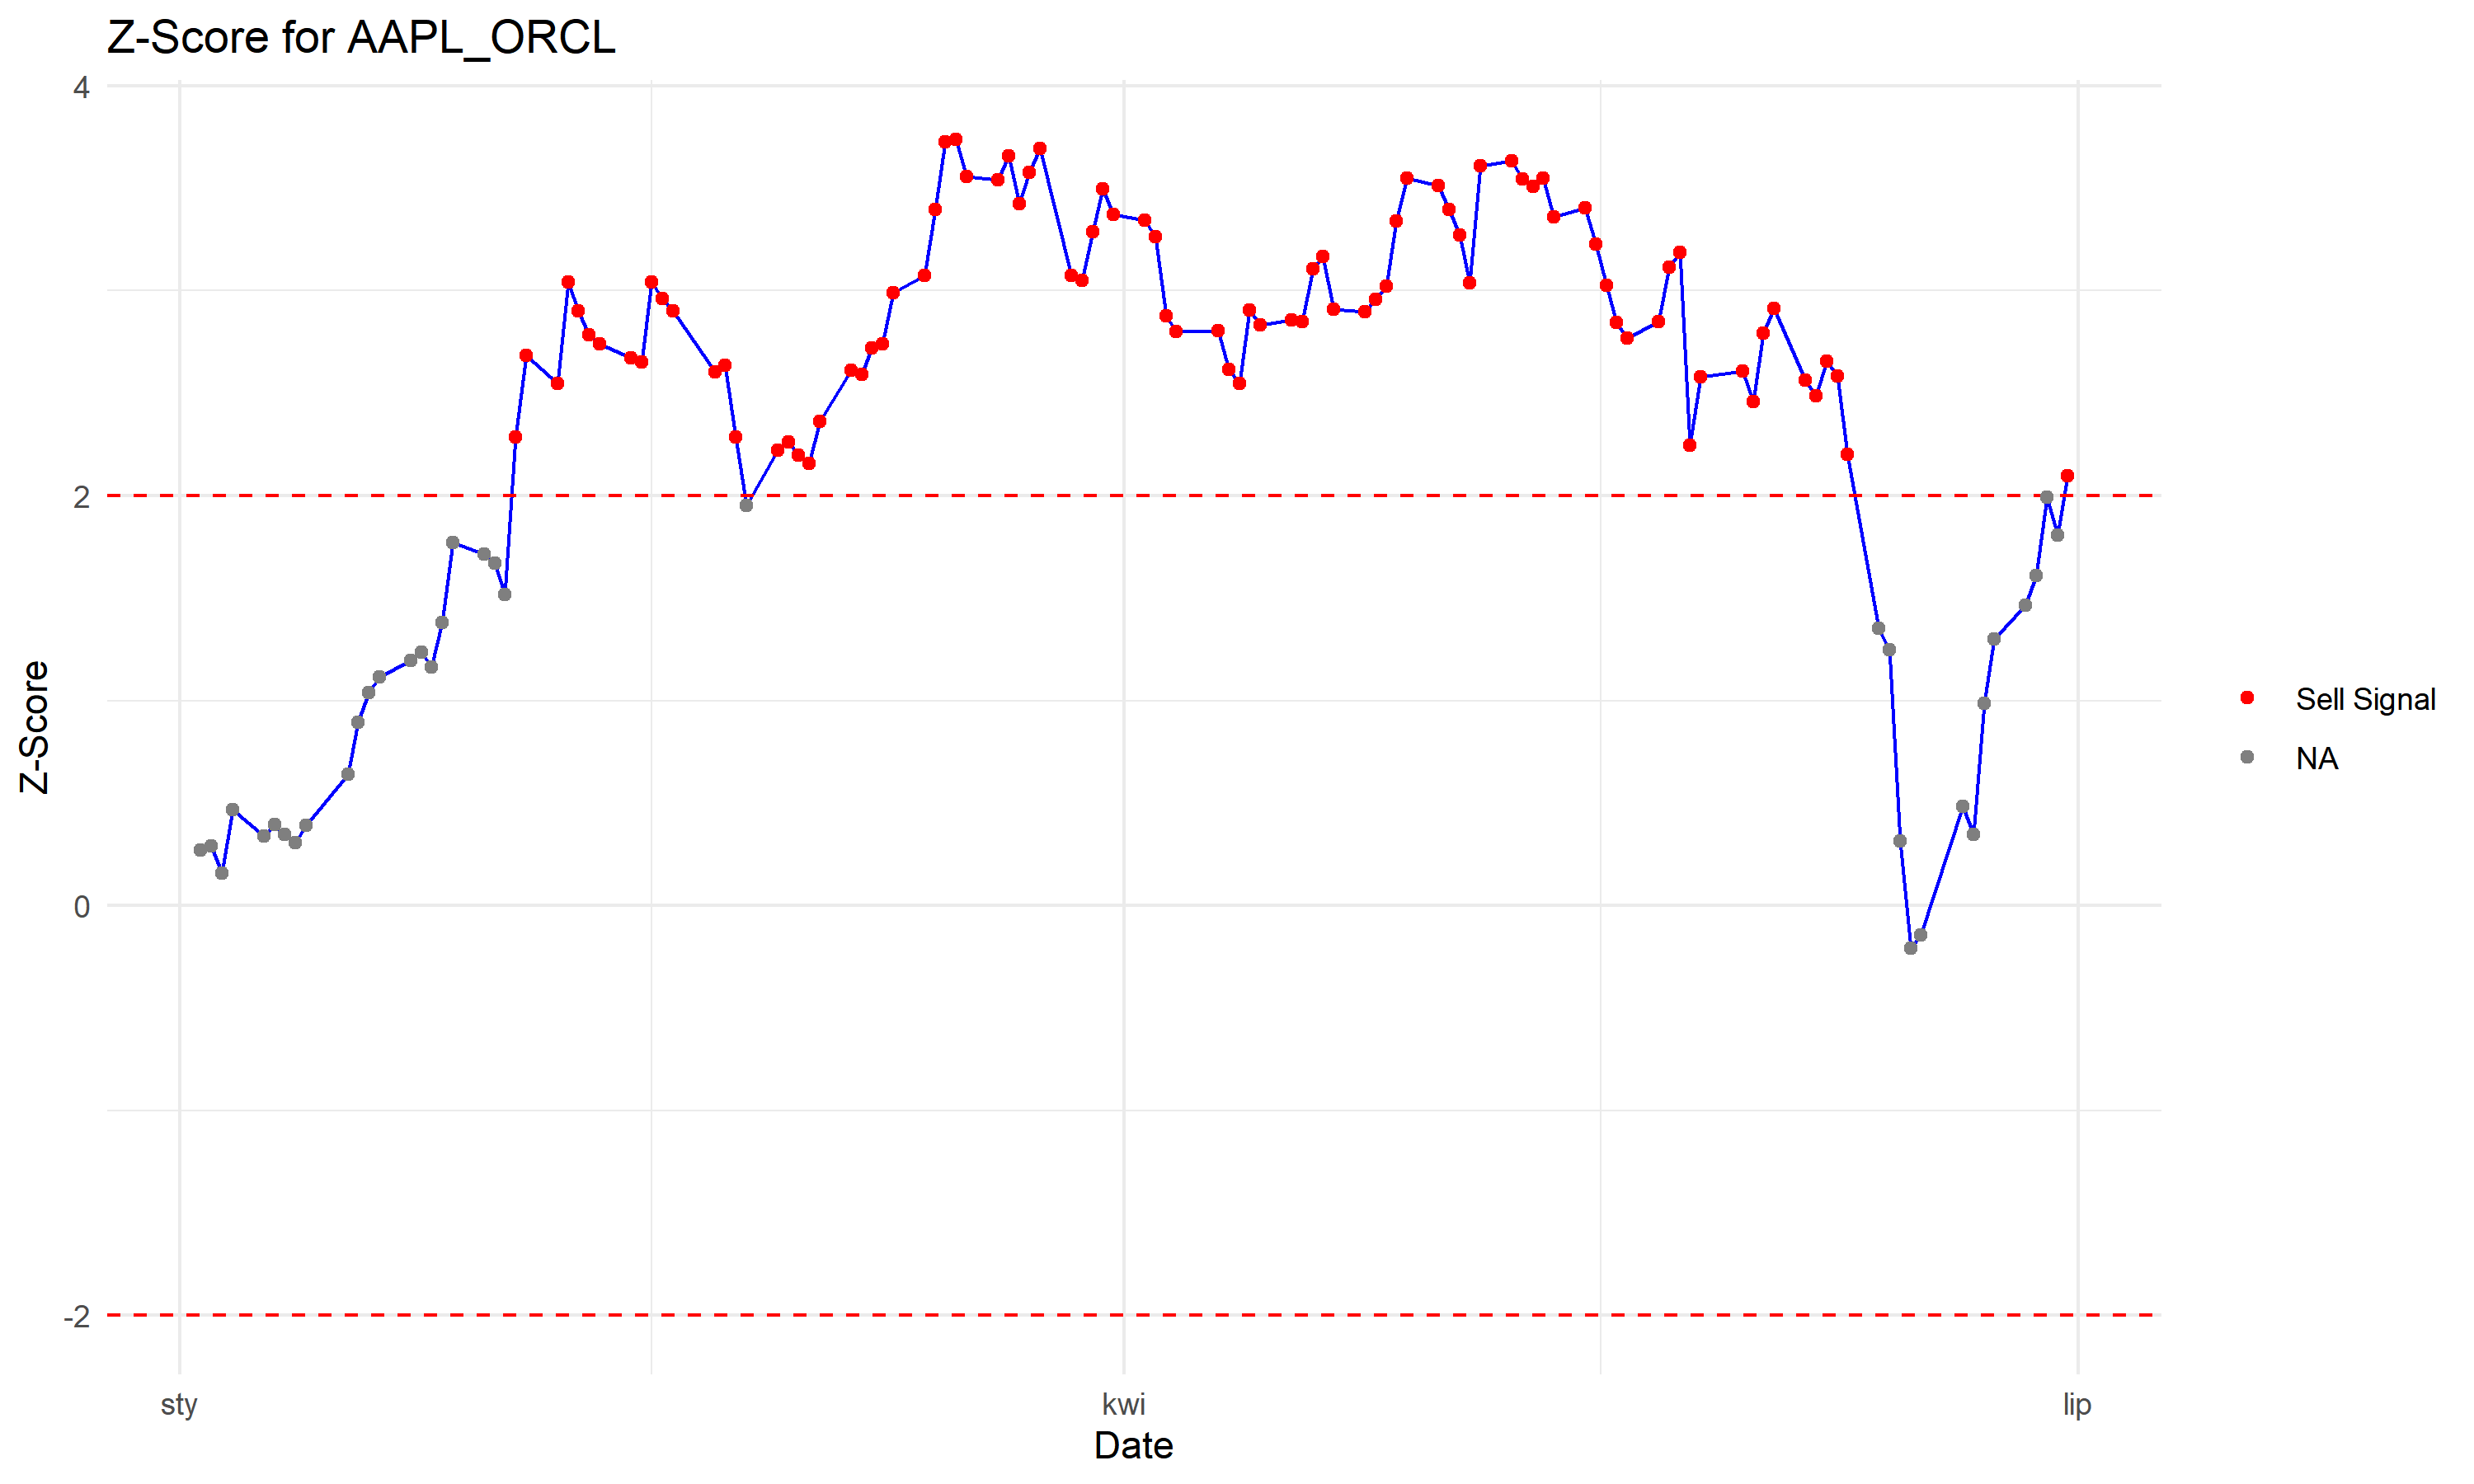 Z-Score for AAPL_ORCL
4
2
0
-2
Z-Score
sty
kwi
lip
Date
Sell Signal
NA